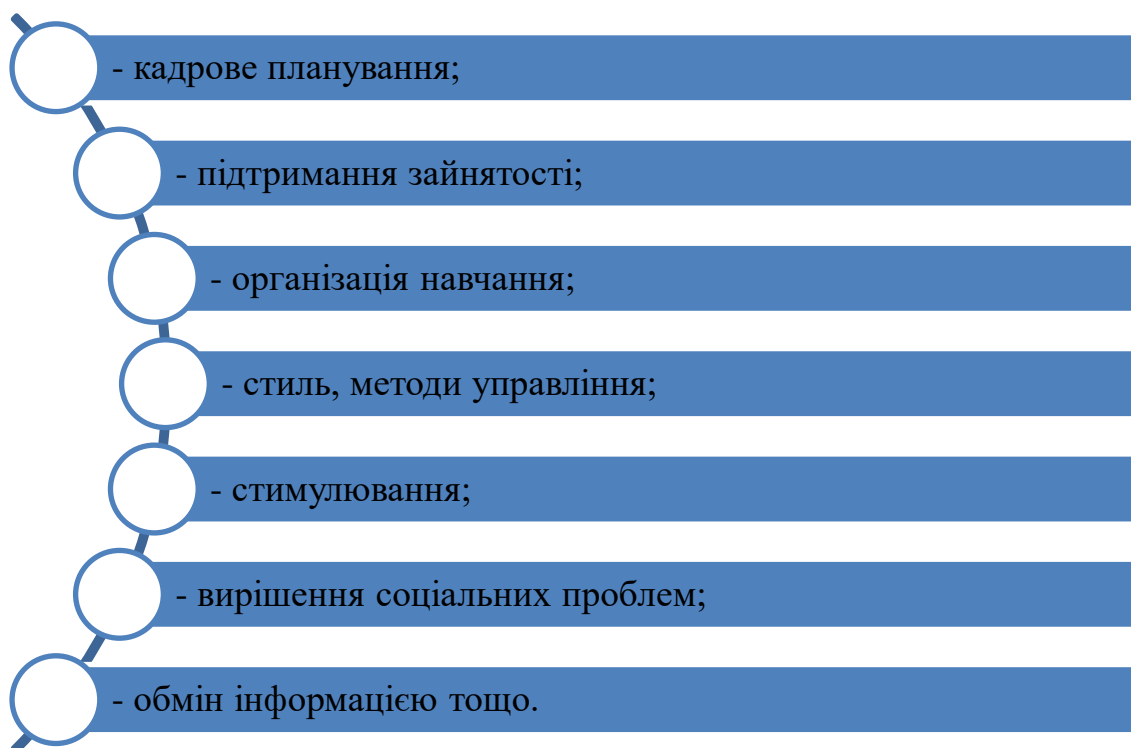 - кадрове планування;
- підтримання зайнятості;
- організація навчання;
- стиль, методи управління;
- стимулювання;
- вирішення соціальних проблем;
- обмін інформацією тощо.